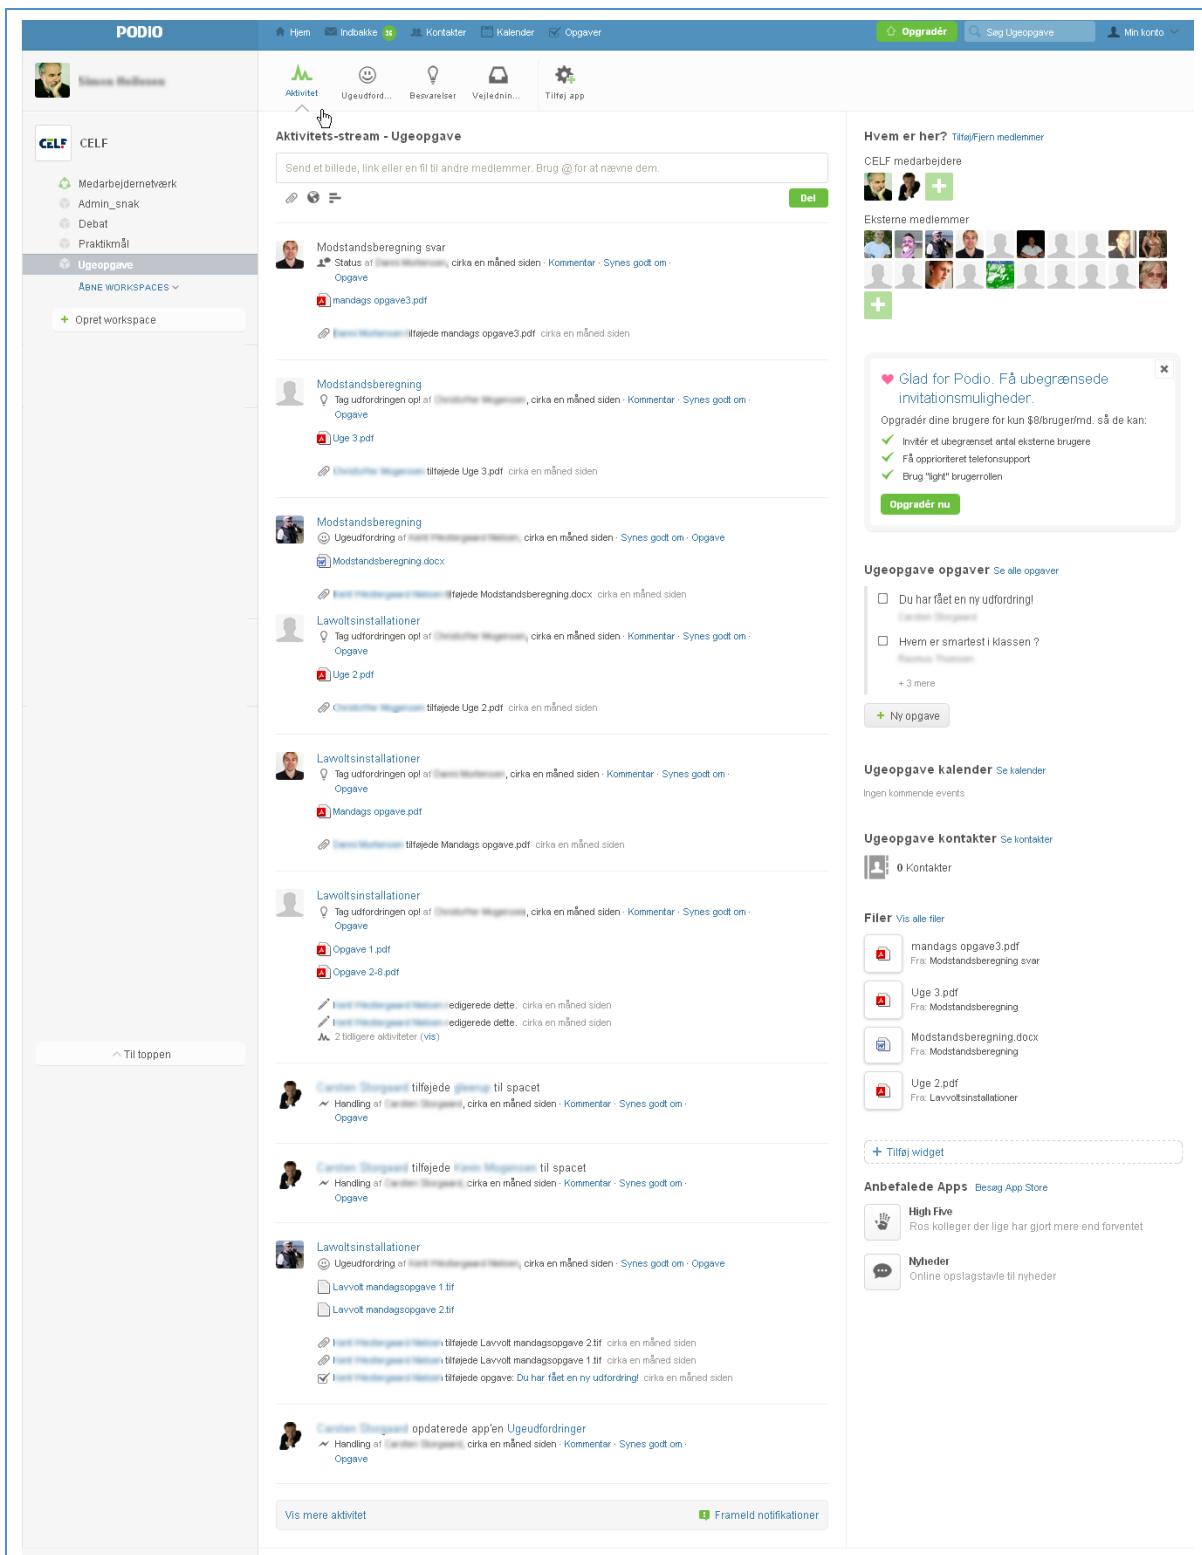 PODIO
Hjem Indbakke Kontakter Kalender Opgaver
Opgradér
Søg Ugeopgave
Min konto
Aktivitet
Ugeudford...
Besvarelser
Vejlednin...
Tilføj app
CELF CELF
Medarbejdernetværk
Admin_snak
Debat
Praktikmål
Ugeopgave
ÅBNE WORKSPACES
+ Opret workspace
Til toppen
Aktivitets-stream - Ugeopgave
Send et billede, link eller en fil til andre medlemmer. Brug @ for at nævne dem.
Del
Modstandsberegning svar
Status af , cirka en måned siden · Kommentar · Synes godt om ·
Opgave
mandags opgave3.pdf
tilføjede mandags opgave3.pdf cirka en måned siden
Modstandsberegning
Tag udfordringen op! af , cirka en måned siden · Kommentar · Synes godt om ·
Opgave
Uge 3.pdf
tilføjede Uge 3.pdf cirka en måned siden
Modstandsberegning
Ugeudfordring af , cirka en måned siden · Synes godt om · Opgave
Modstandsberegning.docx
tilføjede Modstandsberegning.docx cirka en måned siden
Lavvoltsinstallationer
Tag udfordringen op! af , cirka en måned siden · Kommentar · Synes godt om ·
Opgave
Uge 2.pdf
tilføjede Uge 2.pdf cirka en måned siden
Lavvoltsinstallationer
Tag udfordringen op! af , cirka en måned siden · Kommentar · Synes godt om ·
Opgave
Mandags opgave.pdf
tilføjede Mandags opgave.pdf cirka en måned siden
Lavvoltsinstallationer
Tag udfordringen op! af , cirka en måned siden · Kommentar · Synes godt om ·
Opgave
Opgave 1.pdf
Opgave 2-8.pdf
redigerede dette. cirka en måned siden
redigerede dette. cirka en måned siden
2 tidligere aktiviteter (vis)
tilføjede til spacet
Handling af , cirka en måned siden · Kommentar · Synes godt om ·
Opgave
tilføjede til spacet
Handling af , cirka en måned siden · Kommentar · Synes godt om ·
Opgave
Lavvoltsinstallationer
Ugeudfordring af , cirka en måned siden · Synes godt om · Opgave
Lavvolt mandagsopgave 1.tif
Lavvolt mandagsopgave 2.tif
tilføjede Lavvolt mandagsopgave 2.tif cirka en måned siden
tilføjede Lavvolt mandagsopgave 1.tif cirka en måned siden
tilføjede opgave: Du har fået en ny udfordring! cirka en måned siden
opdaterede app'en Ugeudfordringer
Handling af , cirka en måned siden · Kommentar · Synes godt om ·
Opgave
Vis mere aktivitet
Frameld notifikationer
Hvem er her? Tilføj/Fjern medlemmer
CELF medarbejdere
Eksterne medlemmer
Glad for Podio. Få ubegrænsede
invitationsmuligheder.
Opgradér dine brugere for kun $8/bruger/md. så de kan:
Invitér et ubegrænset antal eksterne brugere
Få opprioriteret telefonsupport
Brug "light" brugerrollen
Opgradér nu
Ugeopgave opgaver Se alle opgaver
Du har fået en ny udfordring!
Hvem er smartest i klassen ?
+ 3 mere
+ Ny opgave
Ugeopgave kalender Se kalender
Ingen kommende events
Ugeopgave kontakter Se kontakter
0 Kontakter
Filer Vis alle filer
mandags opgave3.pdf
Fra: Modstandsberegning svar
Uge 3.pdf
Fra: Modstandsberegning
Modstandsberegning.docx
Fra: Modstandsberegning
Uge 2.pdf
Fra: Lavvoltsinstallationer
+ Tilføj widget
Anbefalede Apps Besøg App Store
High Five
Ros kolleger der lige har gjort mere end forventet
Nyheder
Online opslagstavle til nyheder